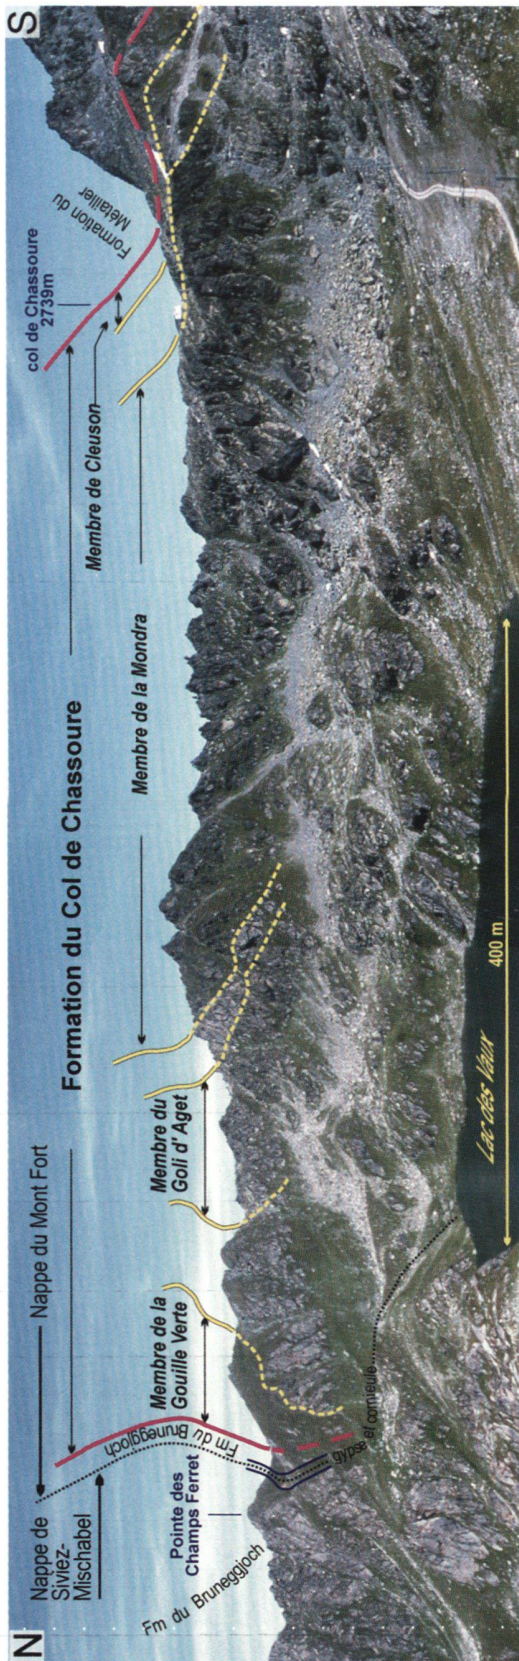 N
S
Nappe de
Siviez-
Mischabel
Nappe du Mont Fort
Formation du Col de Chassoure
col de Chassoure
2739m
Formation du
Métailler
Membre de Cleuson
Membre de la Mondra
Membre du
Goli d' Aget
Membre de la
Gouille Verte
Fm du Bruneggjoch
Pointe des
Champs Ferret
Fm du Bruneggjoch
gypse et cornieule
Lac des Vaux
400 m